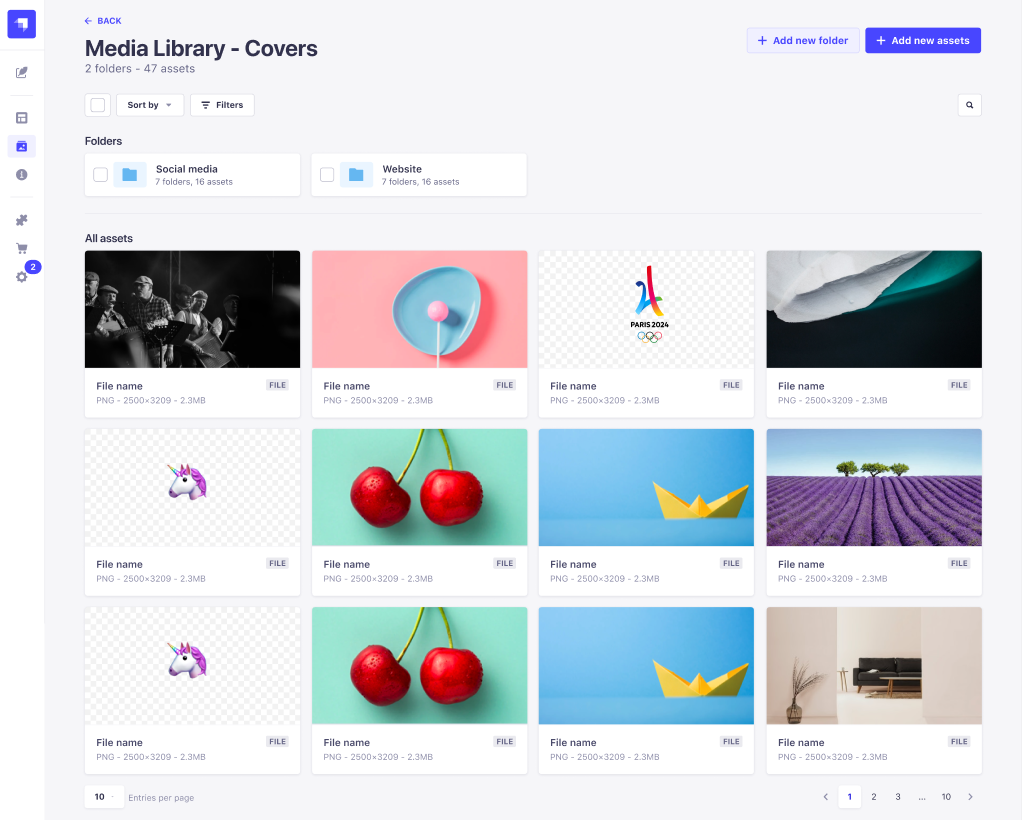 BACK
Media Library - Covers
2 folders - 47 assets
Add new folder
Add new assets
Sort by
Filters
Folders
Social media
7 folders, 16 assets
Website
7 folders, 16 assets
2
All assets
PARIS 2024
File name FILE
PNG - 2500×3209 - 2.3MB
File name FILE
PNG - 2500×3209 - 2.3MB
File name FILE
PNG - 2500×3209 - 2.3MB
File name FILE
PNG - 2500×3209 - 2.3MB
File name FILE
PNG - 2500×3209 - 2.3MB
File name FILE
PNG - 2500×3209 - 2.3MB
File name FILE
PNG - 2500×3209 - 2.3MB
File name FILE
PNG - 2500×3209 - 2.3MB
File name FILE
PNG - 2500×3209 - 2.3MB
File name FILE
PNG - 2500×3209 - 2.3MB
File name FILE
PNG - 2500×3209 - 2.3MB
File name FILE
PNG - 2500×3209 - 2.3MB
10 Entries per page
1 2 3 ... 10